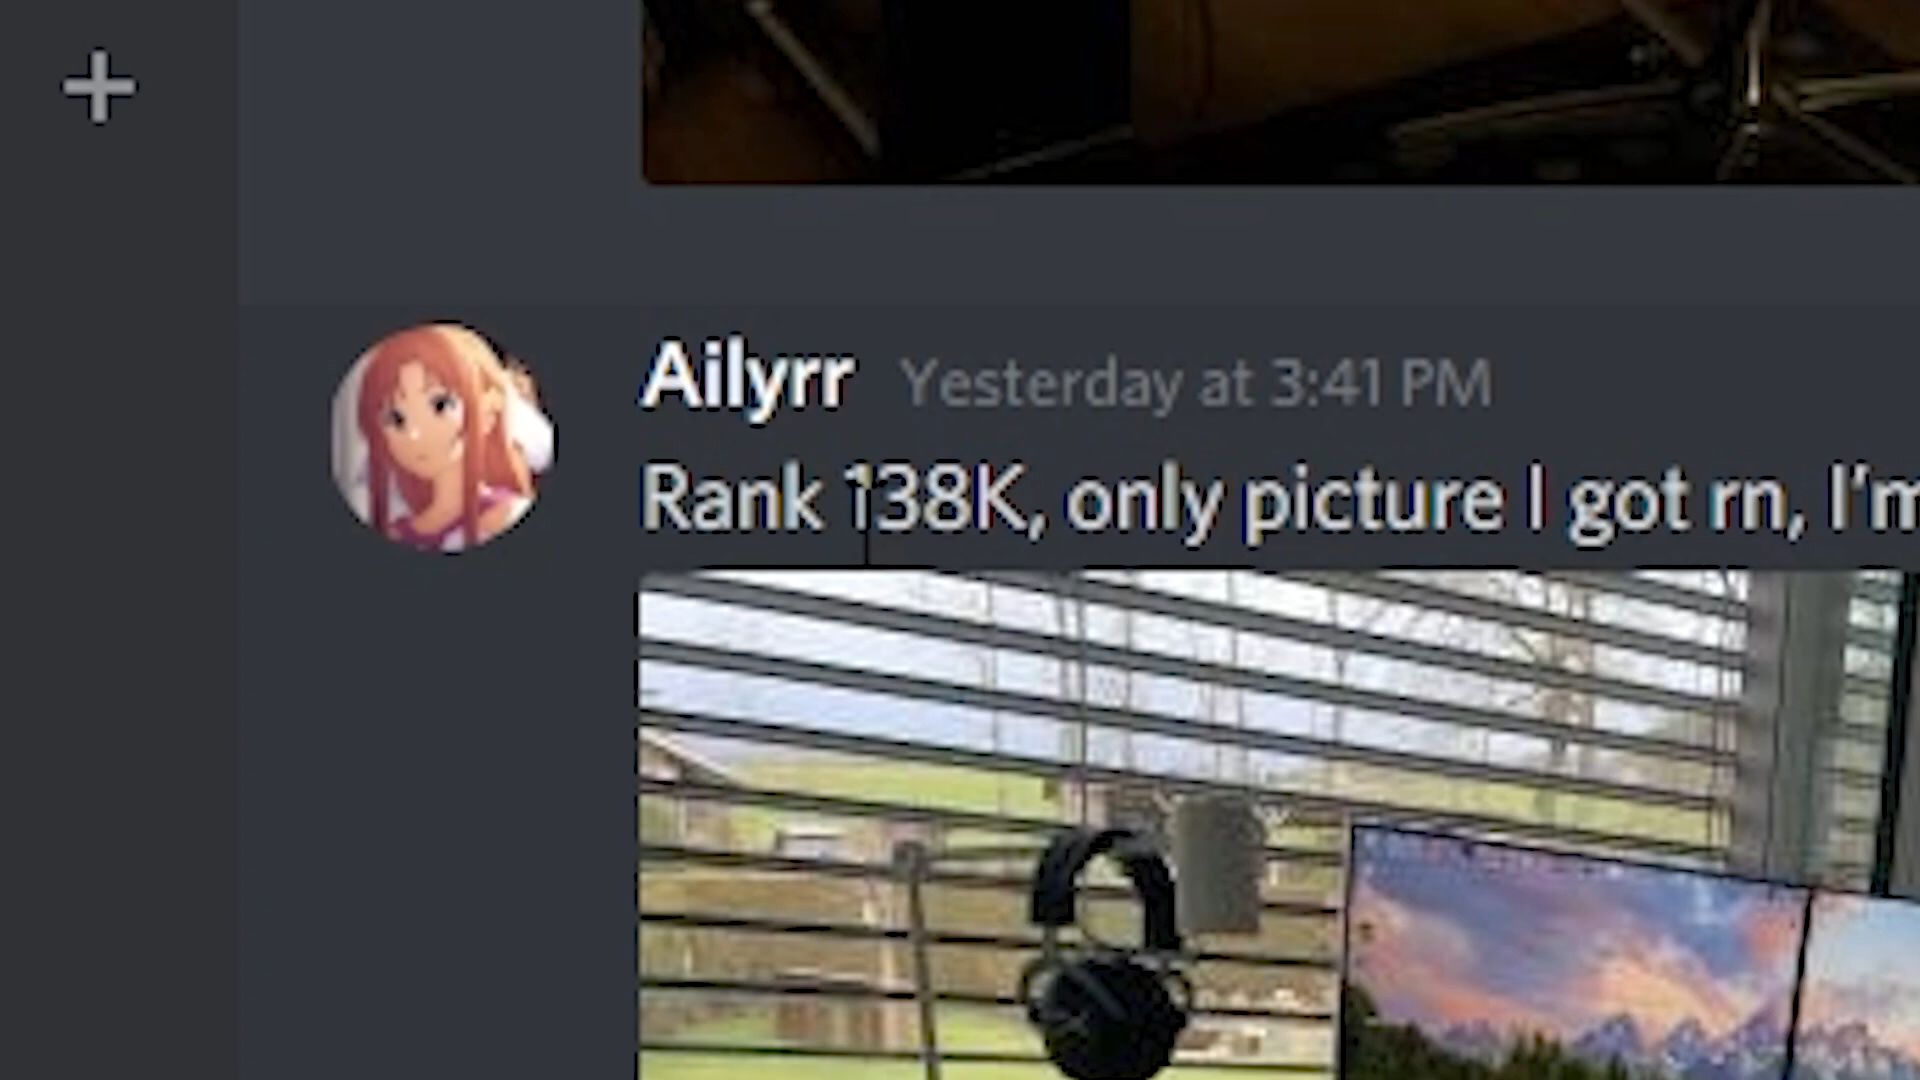 Ailyrr Yesterday at 3:41 PM
Rank 138K, only picture I got rn, I'm